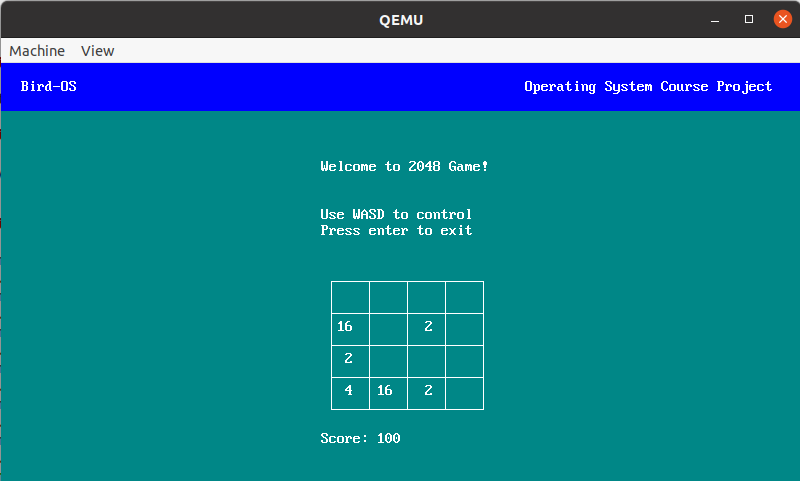 QEMU
Machine View
Bird-OS Operating System Course Project
Welcome to 2048 Game!
Use WASD to control
Press enter to exit
16 2
2
4 16 2
Score: 100